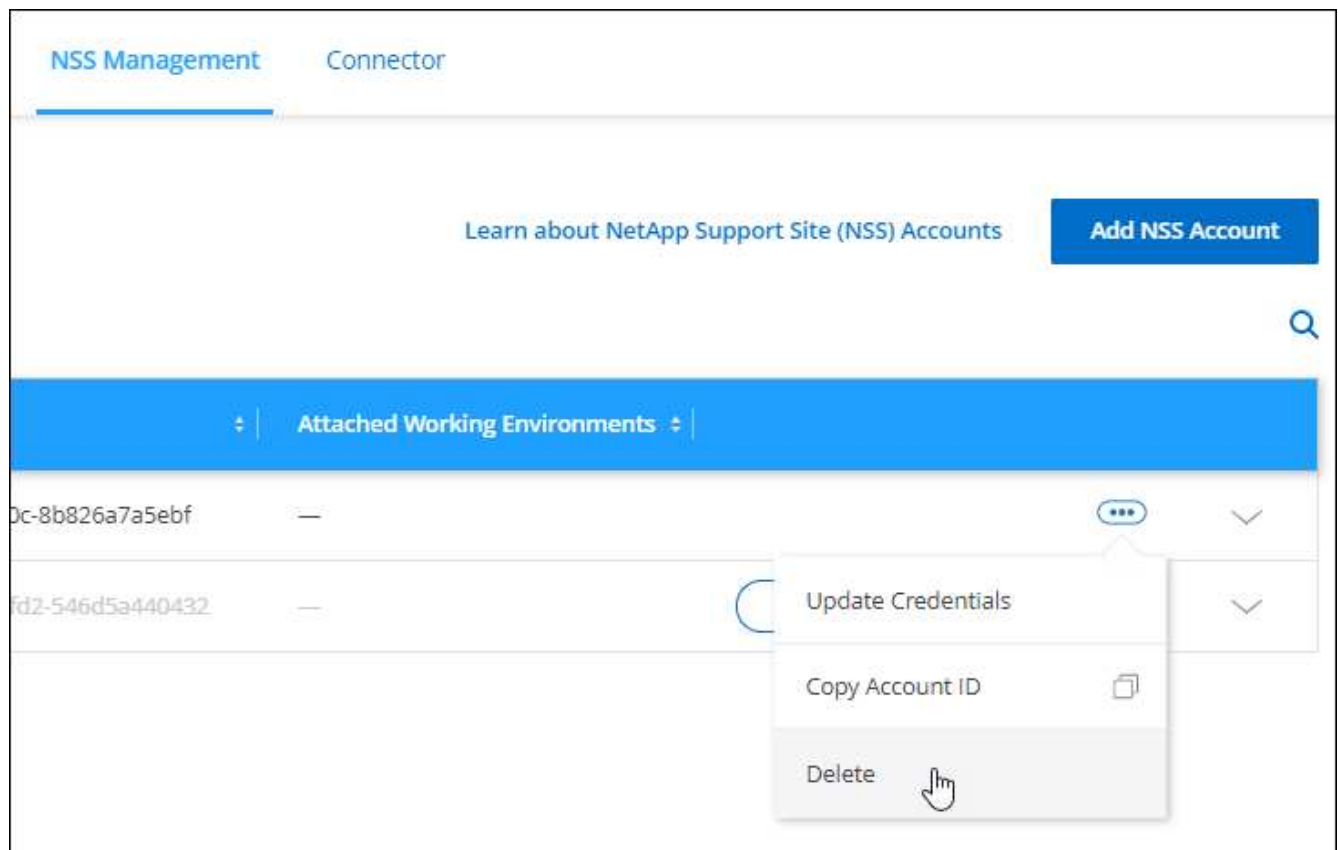 NSS Management Connector
Learn about NetApp Support Site (NSS) Accounts Add NSS Account
Attached Working Environments
0c-8b826a7a5ebf —
fd2-546d5a440432 —
Update Credentials
Copy Account ID
Delete